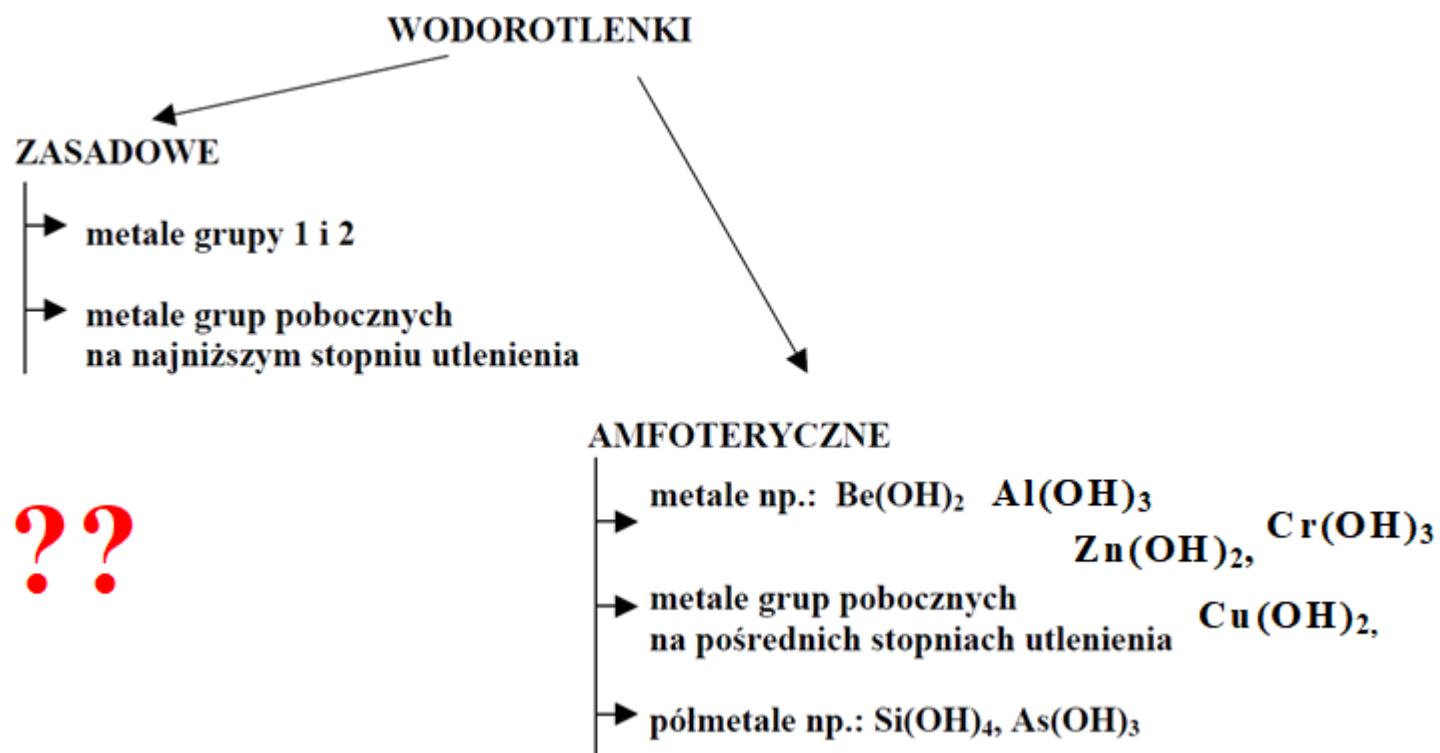 WODOROTLENKI
ZASADOWE
metale grupy 1 i 2
metale grup pobocznych
na najniższym stopniu utlenienia
??
AMFOTERYCZNE
metale np.: Be(OH)₂ Al(OH)₃
Zn(OH)₂, Cr(OH)₃
metale grup pobocznych
na pośrednich stopniach utlenienia Cu(OH)₂,
półmetale np.: Si(OH)₄, As(OH)₃